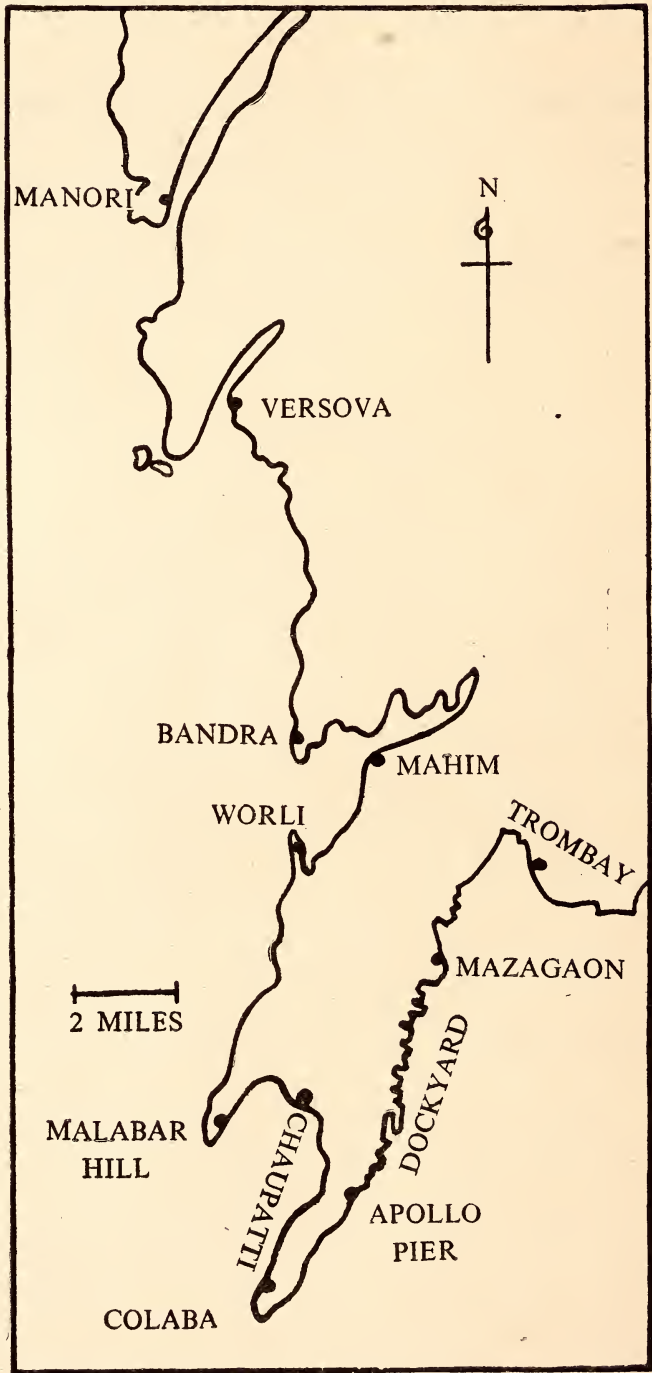 N
MANORI
VERSOVA
BANDRA
MAHIM
WORLI
TROMBAY
MAZAGAON
2 MILES
DOCKYARD
MALABAR
HILL
CHAUPATTI
APOLLO
PIER
COLABA